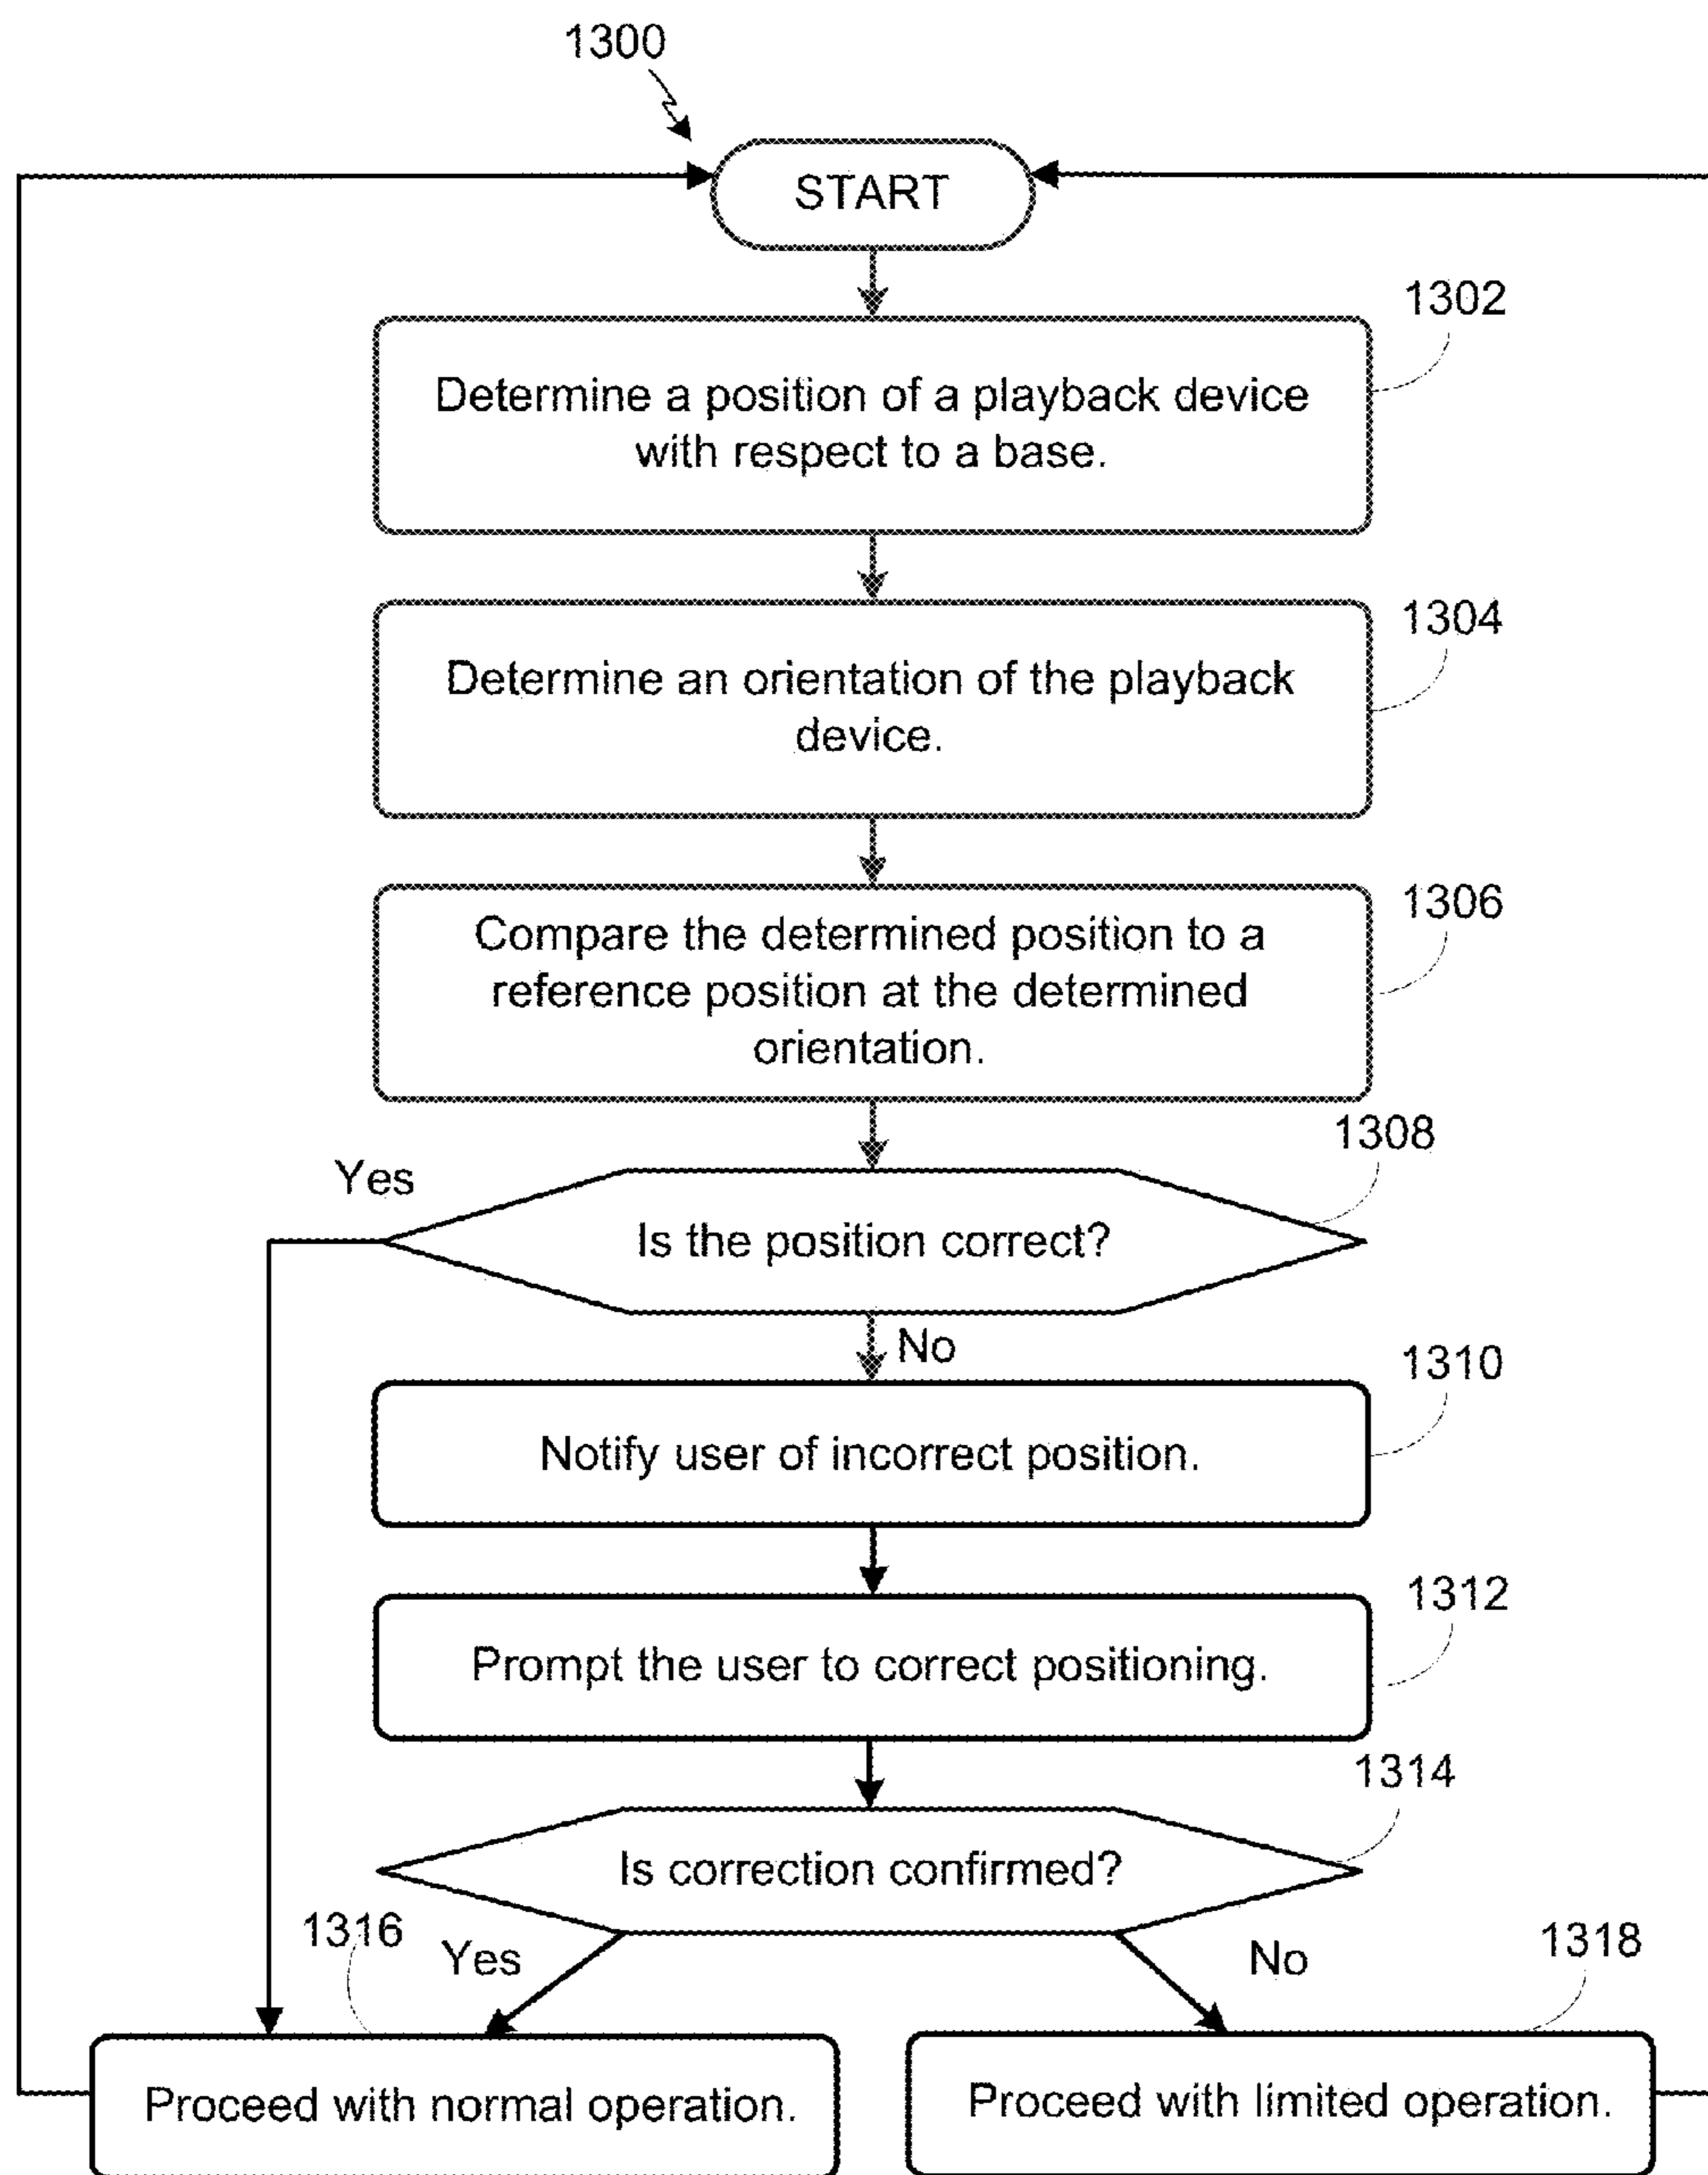 1300
START
1302
Determine a position of a playback device
with respect to a base.
1304
Determine an orientation of the playback
device.
1306
Compare the determined position to a
reference position at the determined
orientation.
1308
Yes
Is the position correct?
No
1310
Notify user of incorrect position.
1312
Prompt the user to correct positioning.
1314
Is correction confirmed?
1316
Yes
No
1318
Proceed with normal operation.
Proceed with limited operation.